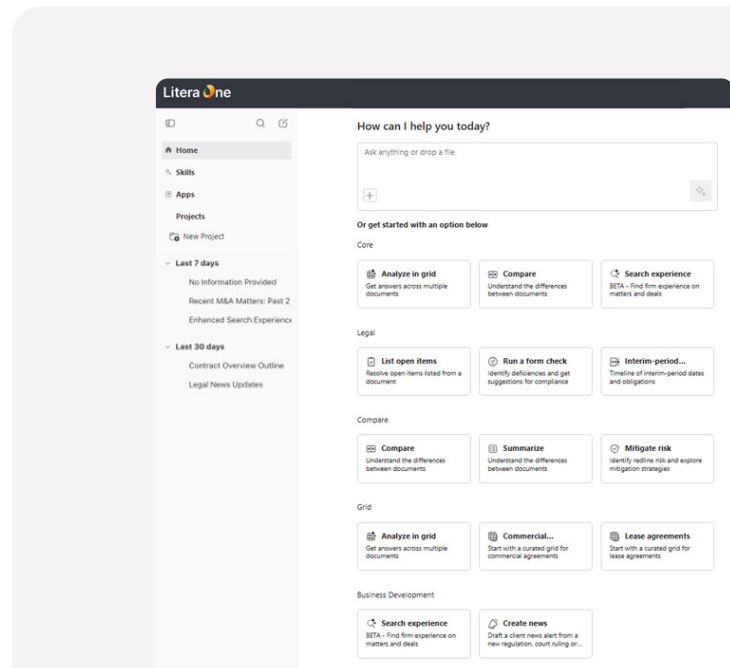 Litera One
Home
Skills
Apps
Projects
New Project
Last 7 days
No Information Provided
Recent M&A Matters: Past 2
Enhanced Search Experience
Last 30 days
Contract Overview Outline
Legal News Updates
How can I help you today?
Ask anything or drop a file
Or get started with an option below
Core
Analyze in grid
Get answers across multiple
documents
Compare
Understand the differences
between documents
Search experience
BETA - Find firm experience on
matters and deals
Legal
List open items
Resolve open items listed from a
document
Run a form check
Identify deficiencies and get
suggestions for compliance
Interim-period...
Timeline of interim-period dates
and obligations
Compare
Compare
Understand the differences
between documents
Summarize
Understand the differences
between documents
Mitigate risk
Identify redline risk and explore
mitigation strategies
Grid
Analyze in grid
Get answers across multiple
documents
Commercial...
Start with a curated grid for
commercial agreements
Lease agreements
Start with a curated grid for
lease agreements
Business Development
Search experience
BETA - Find firm experience on
matters and deals
Create news
Draft a client news alert from a
new regulation, court ruling or...